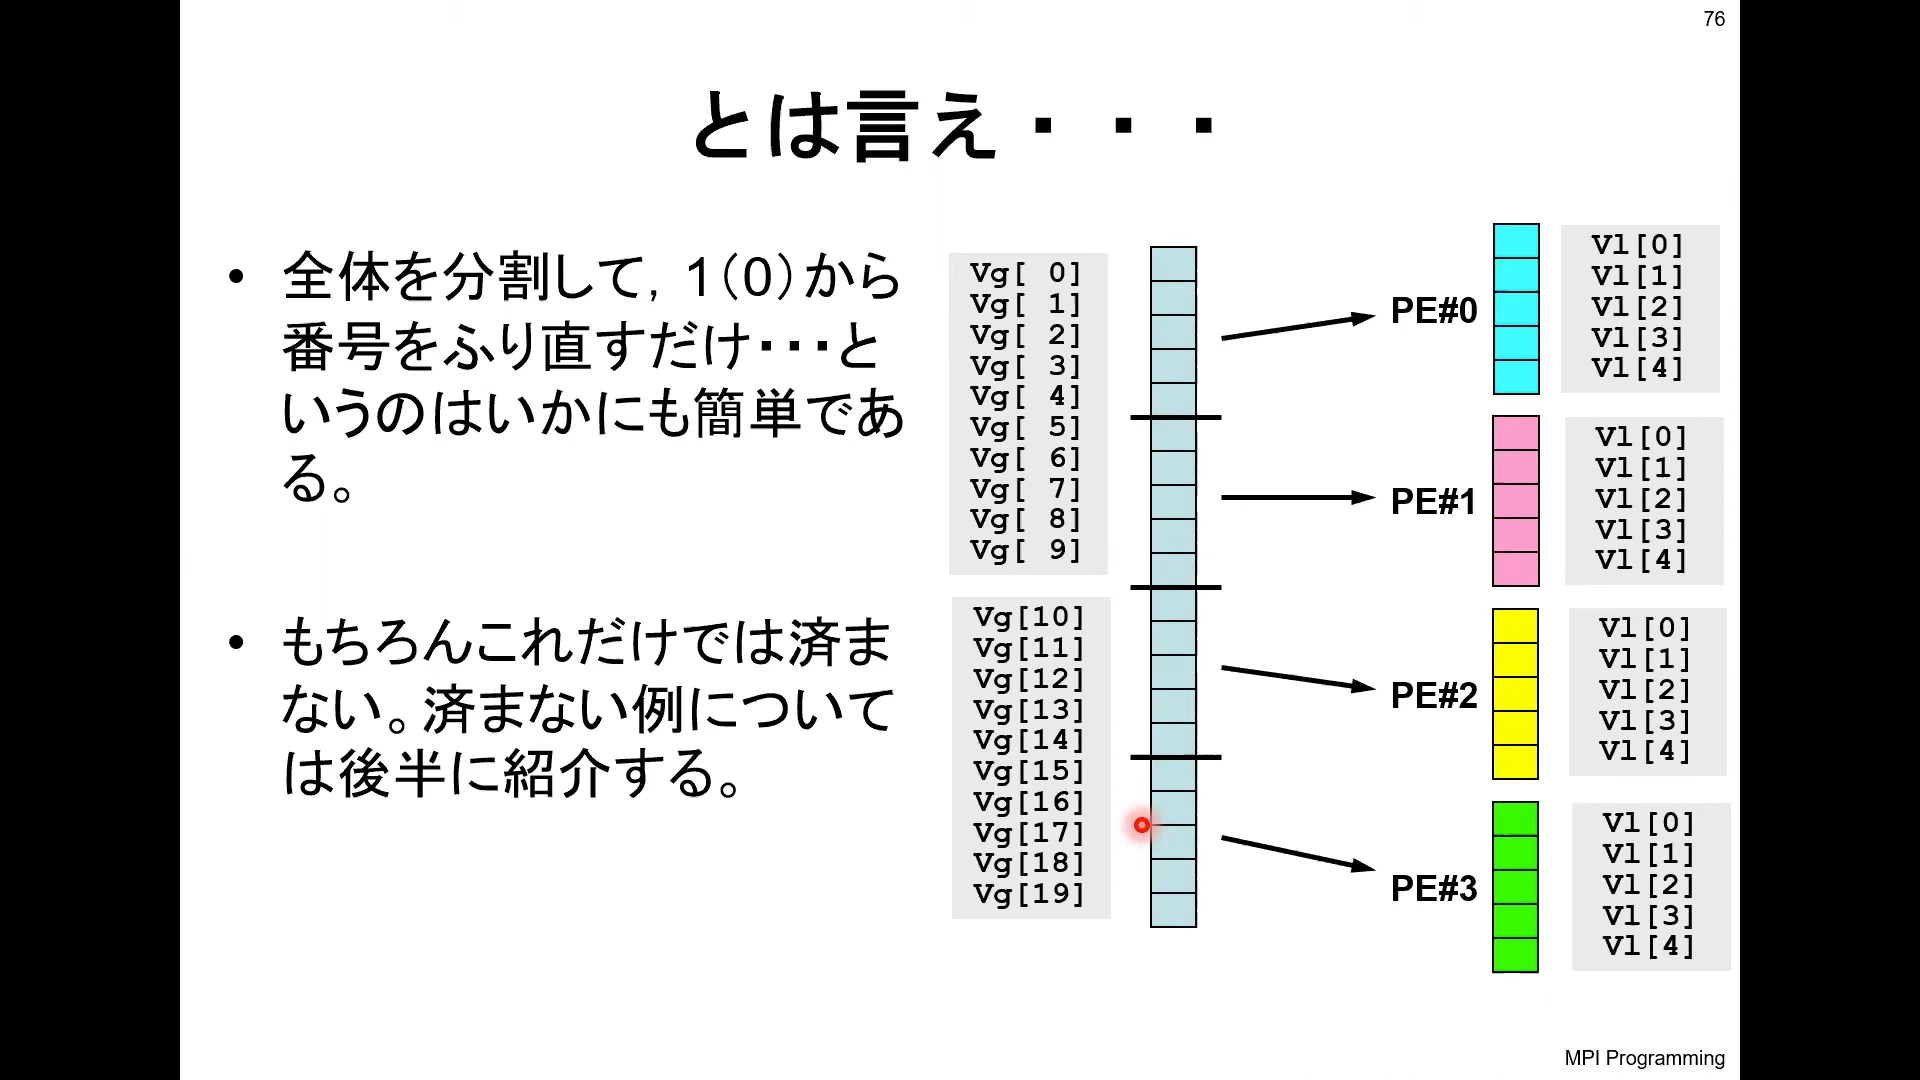 76
とは言え・・・
• 全体を分割して，1（0）から
番号をふり直すだけ・・・と
いうのはいかにも簡単であ
る。
• もちろんこれだけでは済ま
ない。済まない例について
は後半に紹介する。
Vg[ 0]
Vg[ 1]
Vg[ 2]
Vg[ 3]
Vg[ 4]
Vg[ 5]
Vg[ 6]
Vg[ 7]
Vg[ 8]
Vg[ 9]
Vg[10]
Vg[11]
Vg[12]
Vg[13]
Vg[14]
Vg[15]
Vg[16]
Vg[17]
Vg[18]
Vg[19]
PE#0
Vl[0]
Vl[1]
Vl[2]
Vl[3]
Vl[4]
PE#1
Vl[0]
Vl[1]
Vl[2]
Vl[3]
Vl[4]
PE#2
Vl[0]
Vl[1]
Vl[2]
Vl[3]
Vl[4]
PE#3
Vl[0]
Vl[1]
Vl[2]
Vl[3]
Vl[4]
MPI Programming